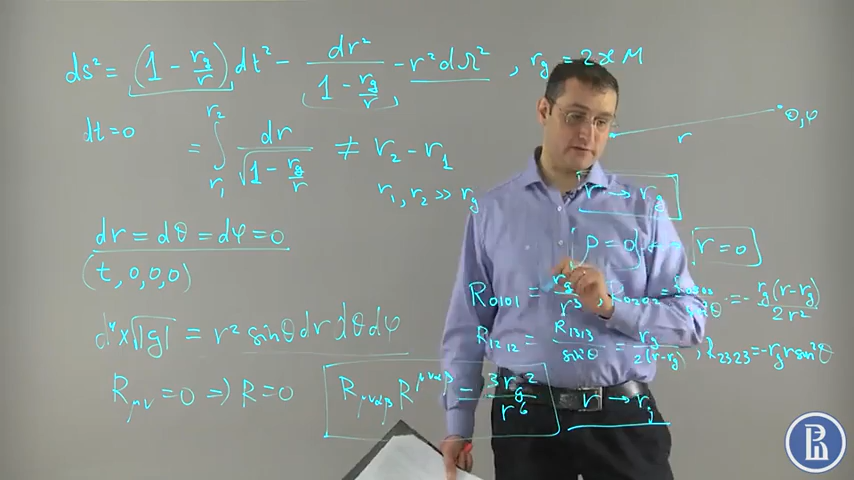 ds² = (1 - r_g/r) dt² - dr²/(1 - r_g/r) - r²dΩ² , r_g = 2ϰM
dt=0
= ∫_{r₁}^{r₂} dr/√(1 - r_g/r) ≠ r₂ - r₁
r₁, r₂ ≫ r_g
r
θ, φ
r → r_g
dr = dθ = dφ = 0
(t, 0, 0, 0)
ρ = 0
r = 0
R₀₁₀₁ = r_g/r³ , R₀₂₀₂ = R₀₃₀₃/sin²θ = - r_g(r-r_g)/2r²
d⁴x√|g| = r² sinθ dr dθ dφ
R₁₂₁₂ = R₁₃₁₃/sin²θ = r_g/2(r-r_g) , R₂₃₂₃ = -r_g r sin²θ
R_μν = 0 ⇒ R = 0
R_μναβ R^μναβ = 3r_g²/r⁶
r → r_g